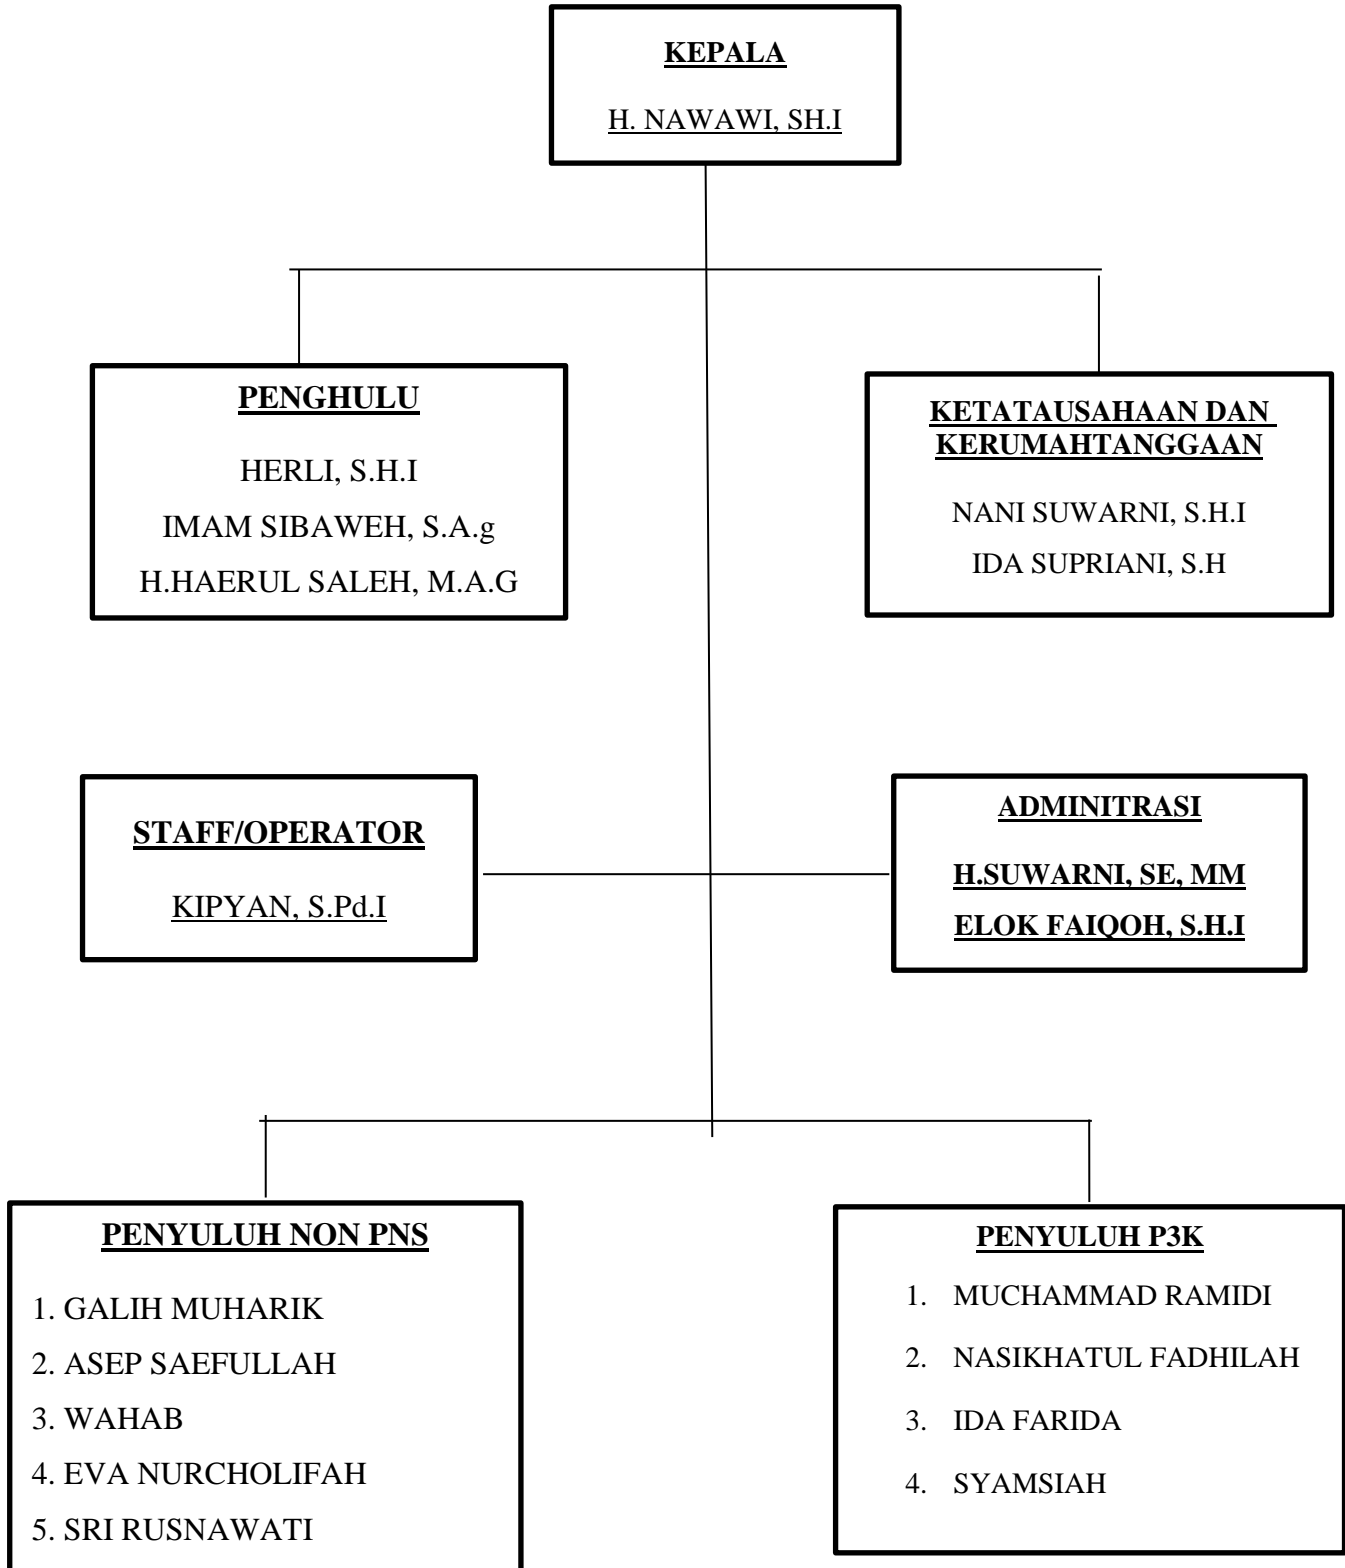 KEPALA
H. NAWAWI, SH.I
PENGHULU
HERLI, S.H.I
IMAM SIBAWEH, S.A.g
H.HAERUL SALEH, M.A.G
KETATAUSAHAAN DAN
KERUMAHTANGGAAN
NANI SUWARNI, S.H.I
IDA SUPRIANI, S.H
STAFF/OPERATOR
KIPYAN, S.Pd.I
ADMINITRASI
H.SUWARNI, SE, MM
ELOK FAIQOH, S.H.I
PENYULUH NON PNS
1. GALIH MUHARIK
2. ASEP SAEFULLAH
3. WAHAB
4. EVA NURCHOLIFAH
5. SRI RUSNAWATI
PENYULUH P3K
1. MUCHAMMAD RAMIDI
2. NASIKHATUL FADHILAH
3. IDA FARIDA
4. SYAMSIAH